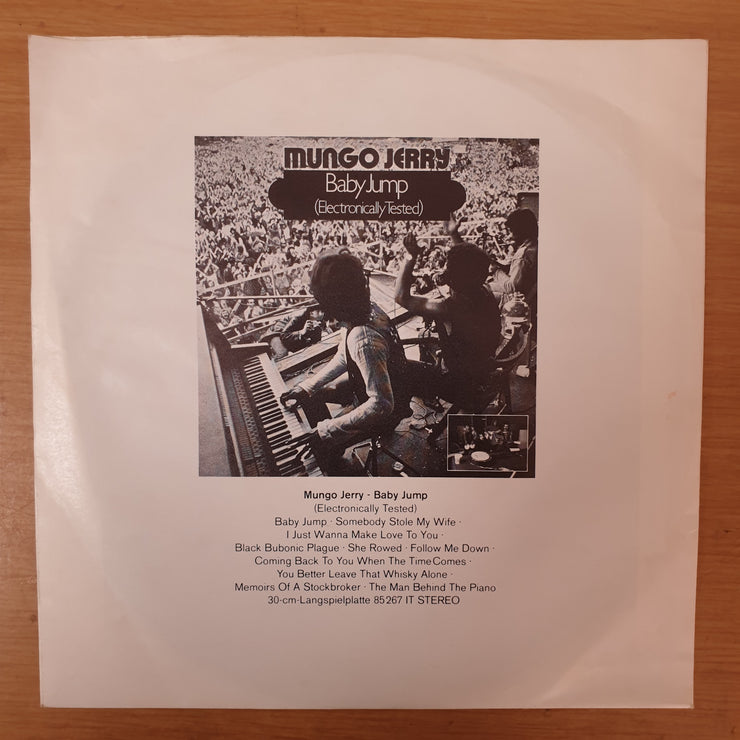 MUNGO JERRY
Baby Jump
(Electronically Tested)
Mungo Jerry - Baby Jump
(Electronically Tested)
Baby Jump · Somebody Stole My Wife ·
I Just Wanna Make Love To You ·
Black Bubonic Plague · She Rowed · Follow Me Down ·
Coming Back To You When The Time Comes ·
You Better Leave That Whisky Alone ·
Memoirs Of A Stockbroker · The Man Behind The Piano
30-cm-Langspielplatte 85 267 IT STEREO